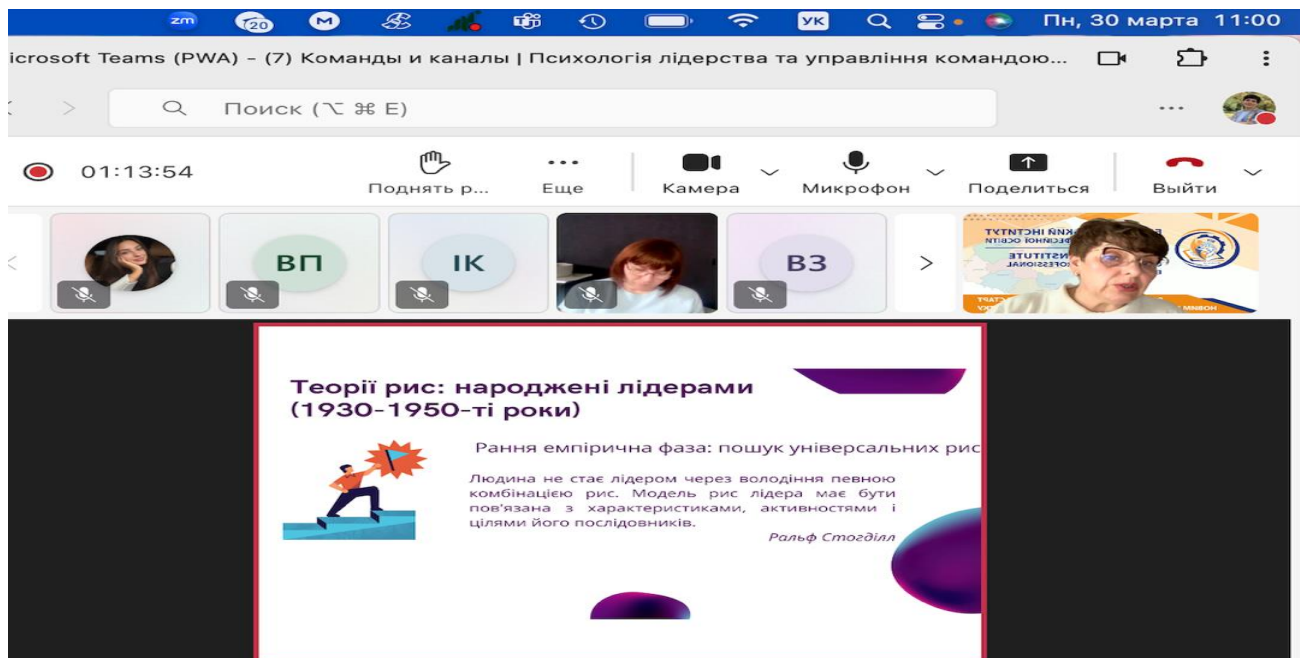 zm 20 M УК Пн, 30 марта 11:00
icrosoft Teams (PWA) – (7) Команды и каналы | Психологія лідерства та управління командою...
Поиск (⌥ ⌘ E)
01:13:54
Поднять р... Еще Камера Микрофон Поделиться Выйти
ВП ІК ВЗ
Теорії рис: народжені лідерами
(1930-1950-ті роки)
Рання емпірична фаза: пошук універсальних рис
Людина не стає лідером через володіння певною
комбінацією рис. Модель рис лідера має бути
пов'язана з характеристиками, активностями і
цілями його послідовників.
Ральф Стогділл